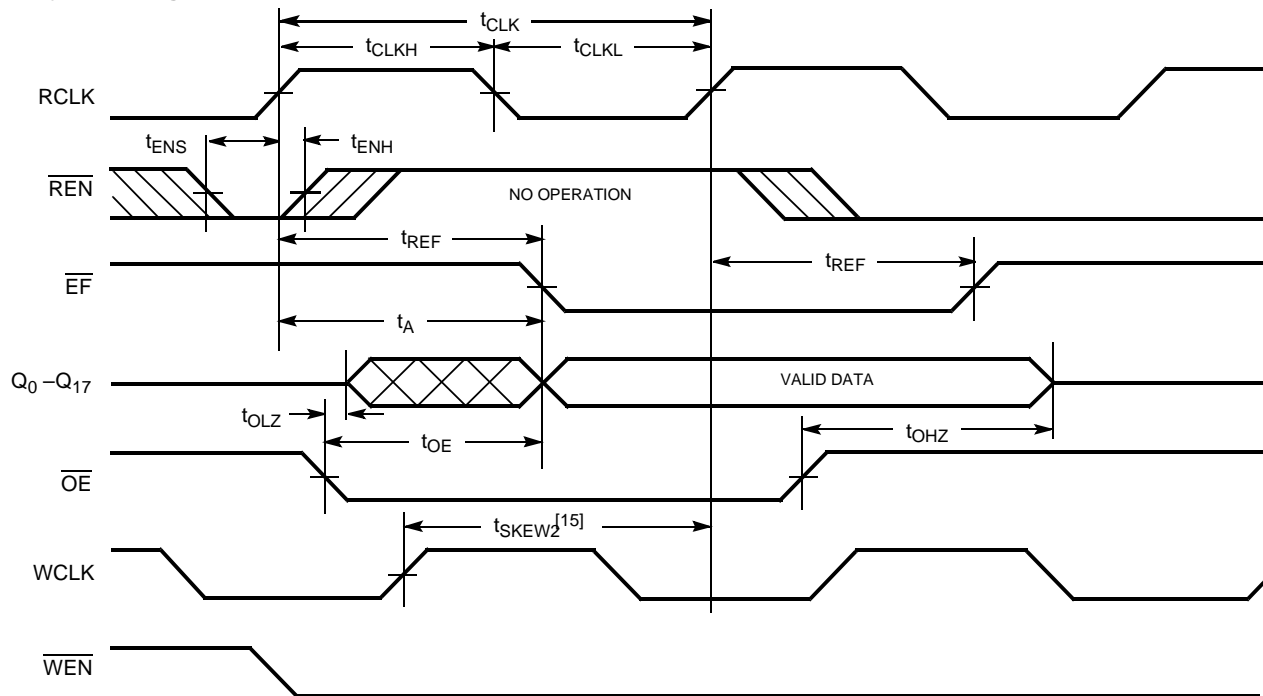 tCLK
tCLKH
tCLKL
RCLK
tENS
tENH
REN
NO OPERATION
tREF
tREF
EF
tA
Q0 –Q17
VALID DATA
tOLZ
tOE
tOHZ
OE
tSKEW2[15]
WCLK
WEN